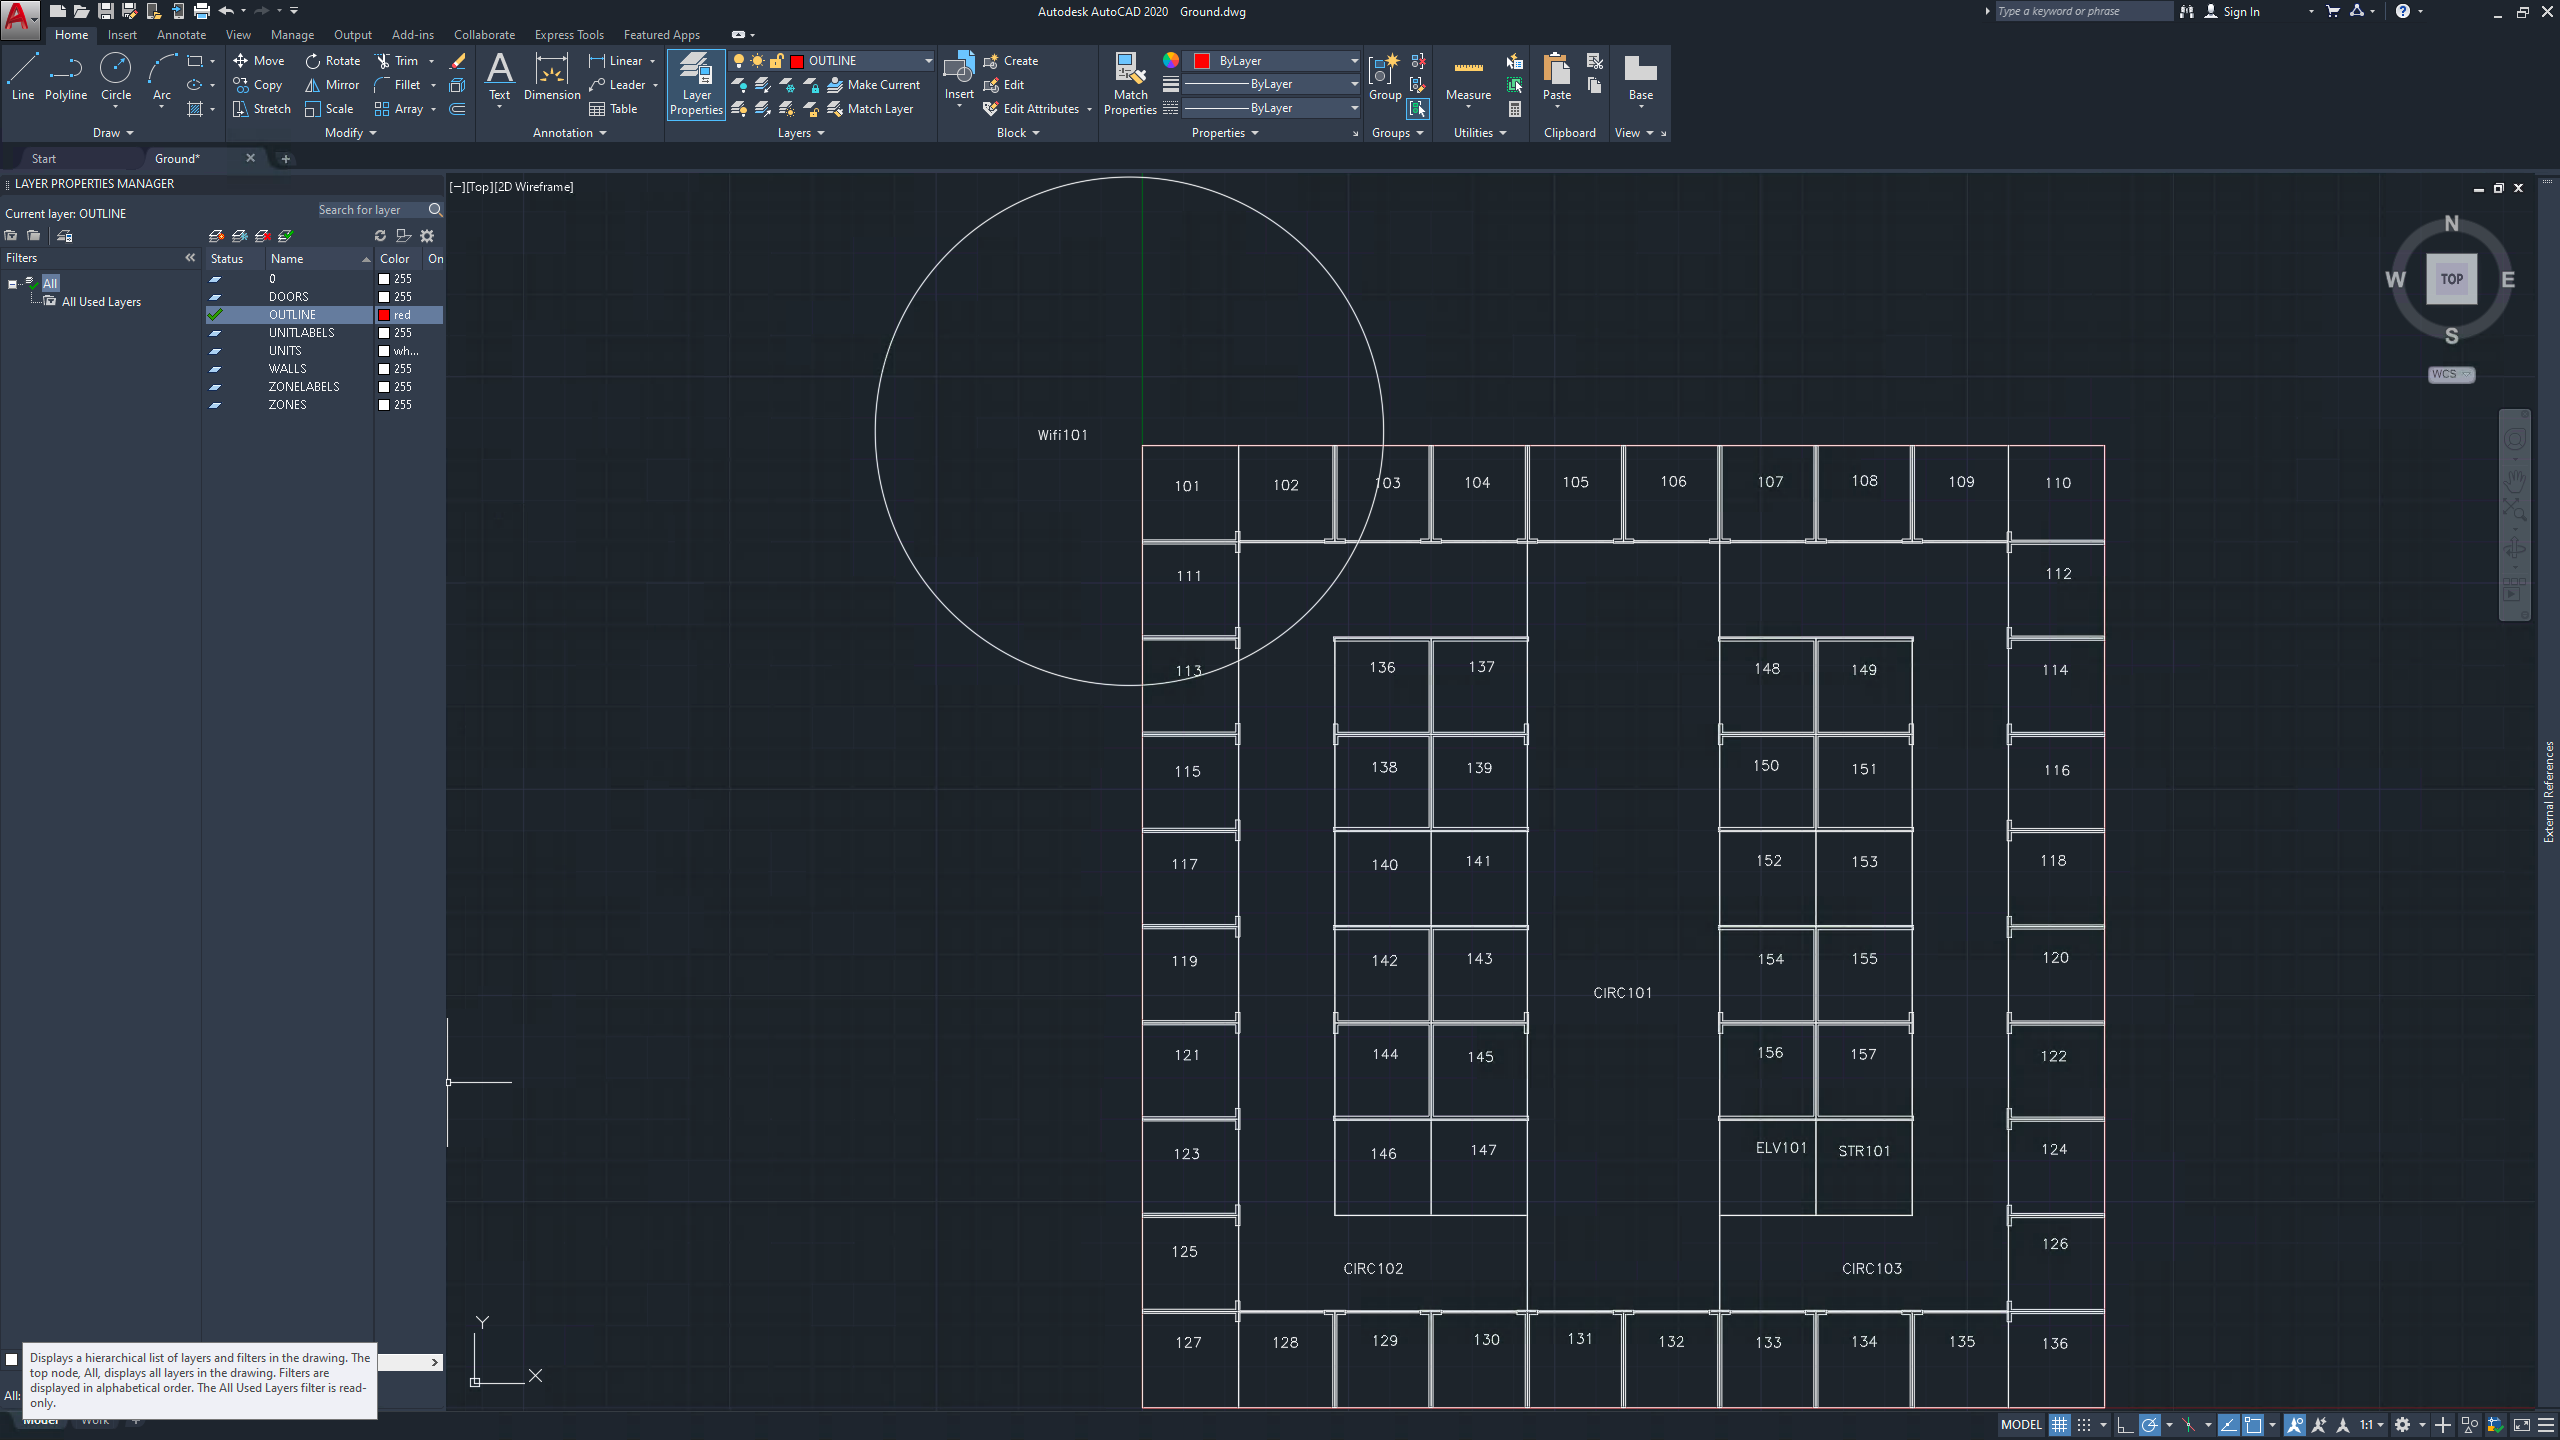 Autodesk AutoCAD 2020 Ground.dwg
Type a keyword or phrase
Sign In
Home Insert Annotate View Manage Output Add-ins Collaborate Express Tools Featured Apps
Line Polyline Circle Arc
Move Rotate Trim
Copy Mirror Fillet
Stretch Scale Array
Text Dimension
Linear
Leader
Table
Layer Properties
OUTLINE
Make Current
Match Layer
Insert
Create
Edit
Edit Attributes
Match Properties
ByLayer
ByLayer
ByLayer
Group
Measure
Paste
Base
Draw Modify Annotation Layers Block Properties Groups Utilities Clipboard View
Start Ground*
LAYER PROPERTIES MANAGER
Current layer: OUTLINE
Search for layer
Filters
All
All Used Layers
Status Name Color On
0 255
DOORS 255
OUTLINE red
UNITLABELS 255
UNITS wh...
WALLS 255
ZONELABELS 255
ZONES 255
[−][Top][2D Wireframe]
N
W TOP E
S
WCS
External References
Wifi101
101 102 103 104 105 106 107 108 109 110
111 112
113 136 137 148 149 114
115 138 139 150 151 116
117 140 141 152 153 118
119 142 143 154 155 120
CIRC101
121 144 145 156 157 122
123 146 147 ELV101 STR101 124
125 126
CIRC102 CIRC103
127 128 129 130 131 132 133 134 135 136
Y
X
Displays a hierarchical list of layers and filters in the drawing. The
top node, All, displays all layers in the drawing. Filters are
displayed in alphabetical order. The All Used Layers filter is read-
only.
All:
Model Work
MODEL 1:1